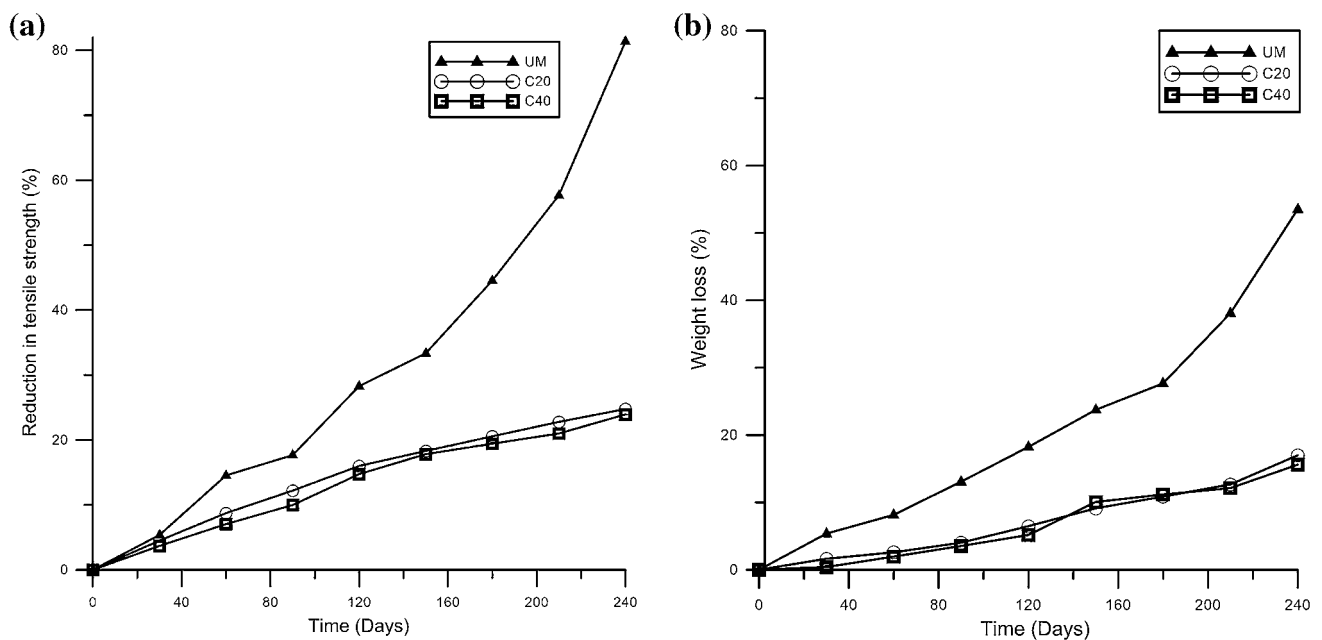 (a)
80
60
40
20
0
Reduction in tensile strength (%)
UM
C20
C40
0 40 80 120 160 200 240
Time (Days)
(b)
80
60
40
20
0
Weight loss (%)
UM
C20
C40
0 40 80 120 160 200 240
Time (Days)